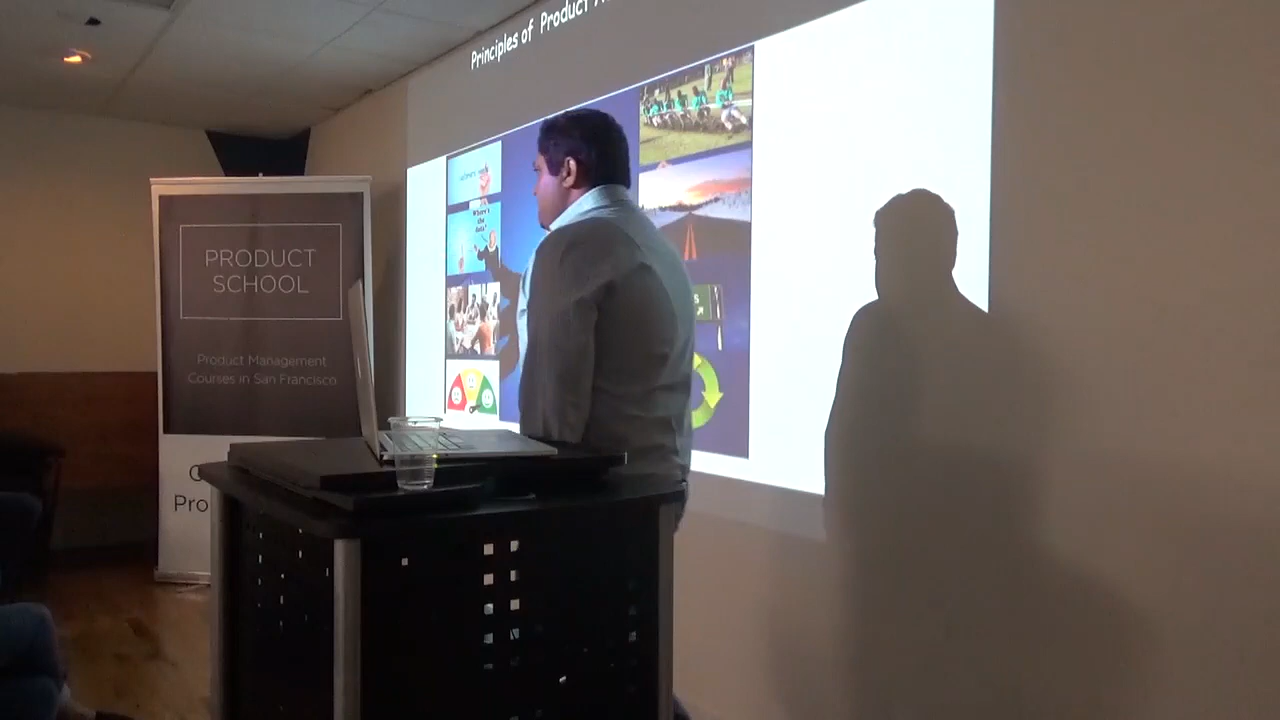 Principles of Product
PRODUCT
SCHOOL
Product Management
Courses in San Francisco
Pro
Where's
the
data?
S